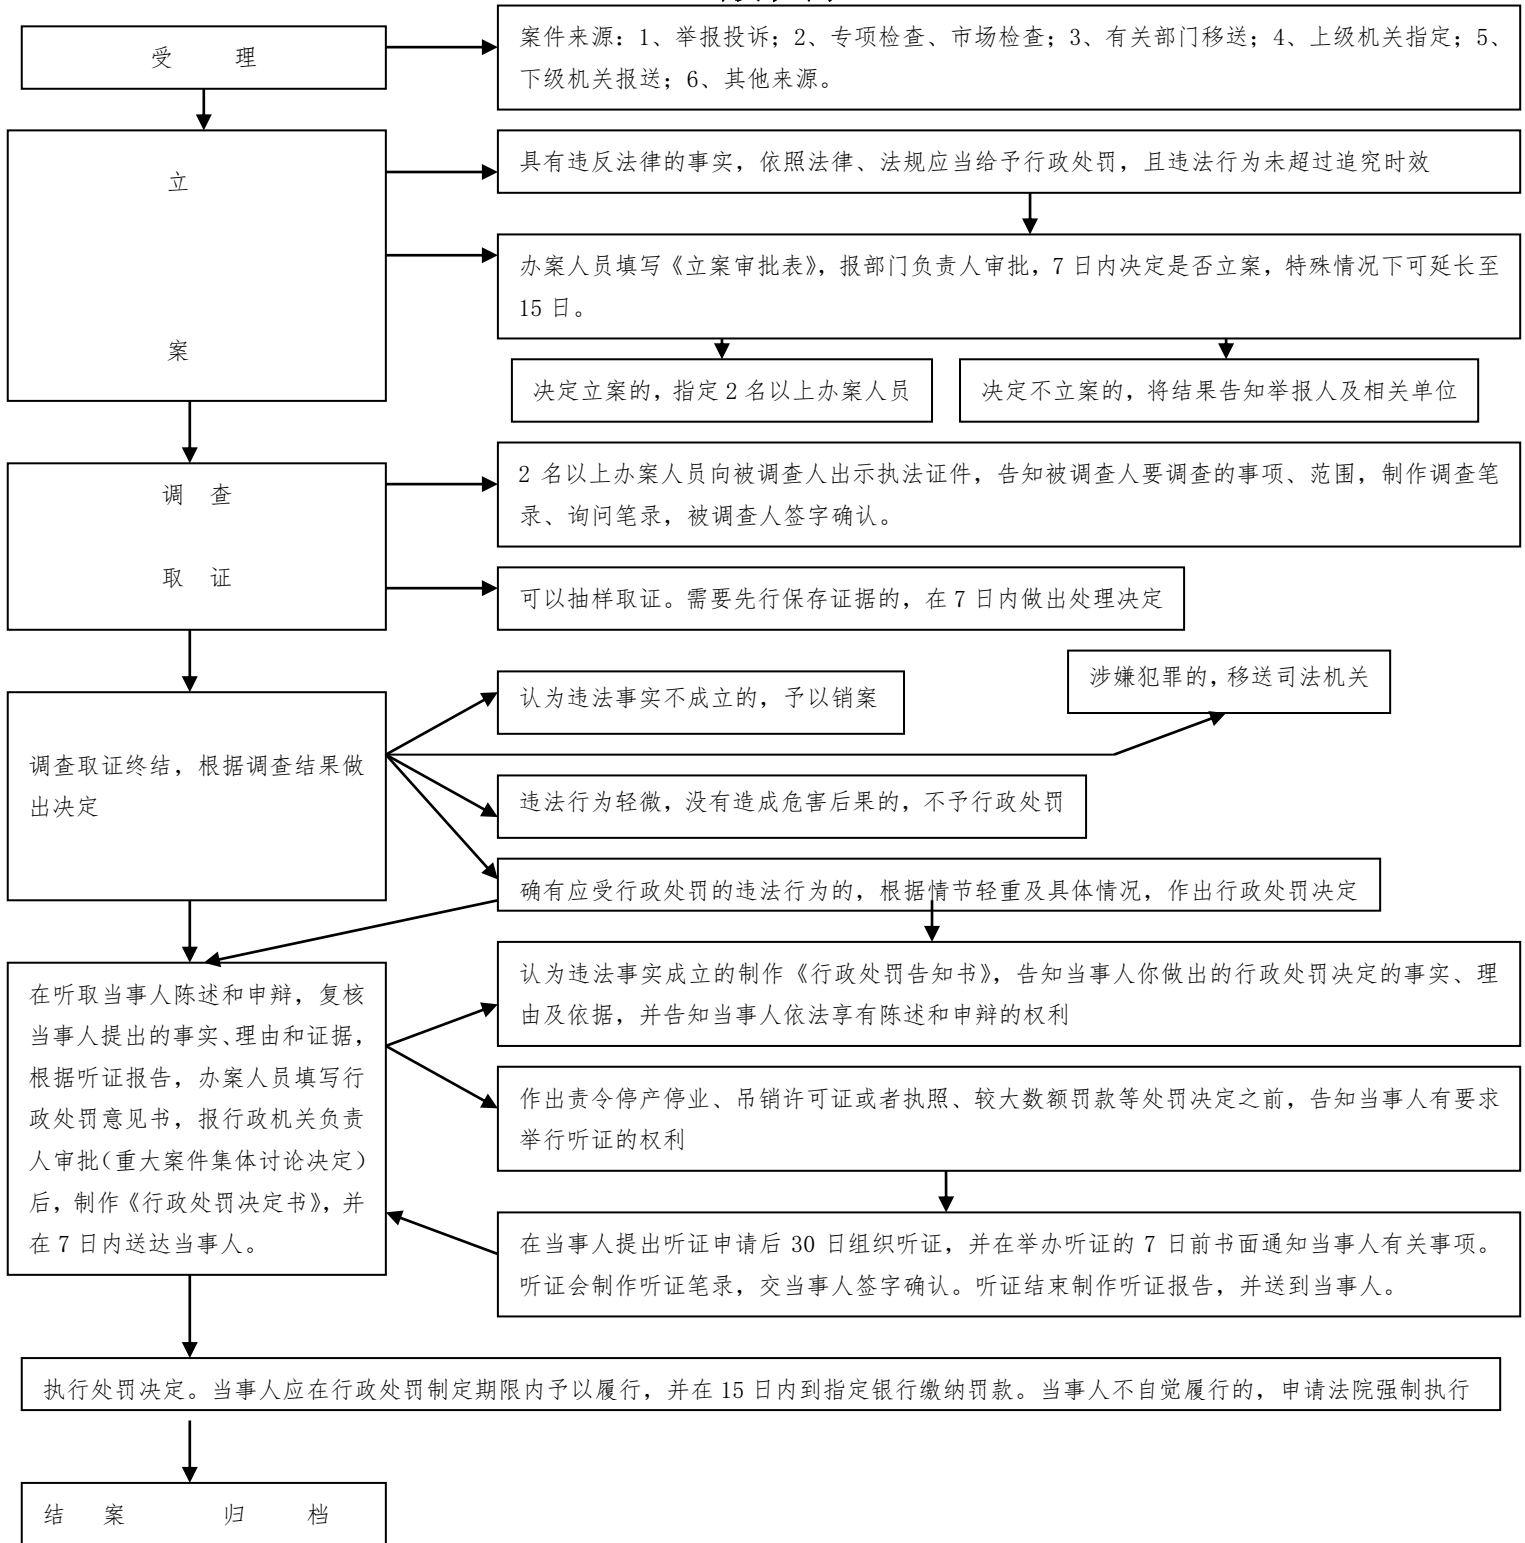 受 理
案件来源：1、举报投诉；2、专项检查、市场检查；3、有关部门移送；4、上级机关指定；5、
下级机关报送；6、其他来源。
立
案
具有违反法律的事实，依照法律、法规应当给予行政处罚，且违法行为未超过追究时效
办案人员填写《立案审批表》，报部门负责人审批，7 日内决定是否立案，特殊情况下可延长至
15 日。
决定立案的，指定 2 名以上办案人员
决定不立案的，将结果告知举报人及相关单位
调 查
取 证
2 名以上办案人员向被调查人出示执法证件，告知被调查人要调查的事项、范围，制作调查笔
录、询问笔录，被调查人签字确认。
可以抽样取证。需要先行保存证据的，在 7 日内做出处理决定
调查取证终结，根据调查结果做
出决定
认为违法事实不成立的，予以销案
涉嫌犯罪的，移送司法机关
违法行为轻微，没有造成危害后果的，不予行政处罚
确有应受行政处罚的违法行为的，根据情节轻重及具体情况，作出行政处罚决定
在听取当事人陈述和申辩，复核
当事人提出的事实、理由和证据，
根据听证报告，办案人员填写行
政处罚意见书，报行政机关负责
人审批（重大案件集体讨论决定）
后，制作《行政处罚决定书》，并
在 7 日内送达当事人。
认为违法事实成立的制作《行政处罚告知书》，告知当事人你做出的行政处罚决定的事实、理
由及依据，并告知当事人依法享有陈述和申辩的权利
作出责令停产停业、吊销许可证或者执照、较大数额罚款等处罚决定之前，告知当事人有要求
举行听证的权利
在当事人提出听证申请后 30 日组织听证，并在举办听证的 7 日前书面通知当事人有关事项。
听证会制作听证笔录，交当事人签字确认。听证结束制作听证报告，并送到当事人。
执行处罚决定。当事人应在行政处罚制定期限内予以履行，并在 15 日内到指定银行缴纳罚款。当事人不自觉履行的，申请法院强制执行
结 案 归 档